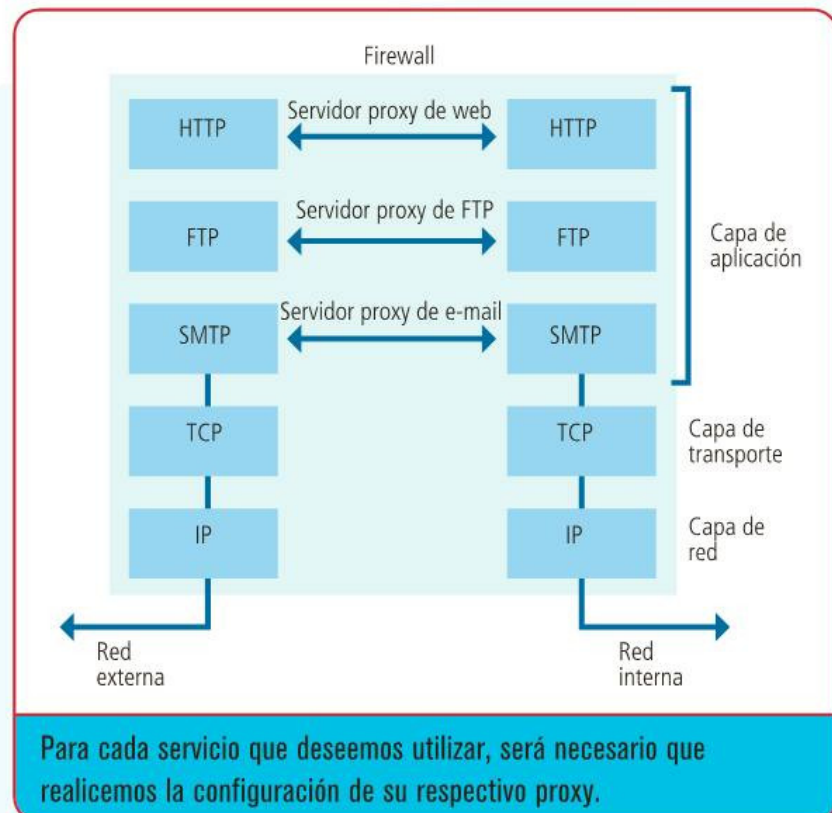 Firewall
HTTP
Servidor proxy de web
HTTP
FTP
Servidor proxy de FTP
FTP
Capa de
aplicación
SMTP
Servidor proxy de e-mail
SMTP
TCP
TCP
Capa de
transporte
IP
IP
Capa de
red
Red
externa
Red
interna
Para cada servicio que deseemos utilizar, será necesario que
realicemos la configuración de su respectivo proxy.